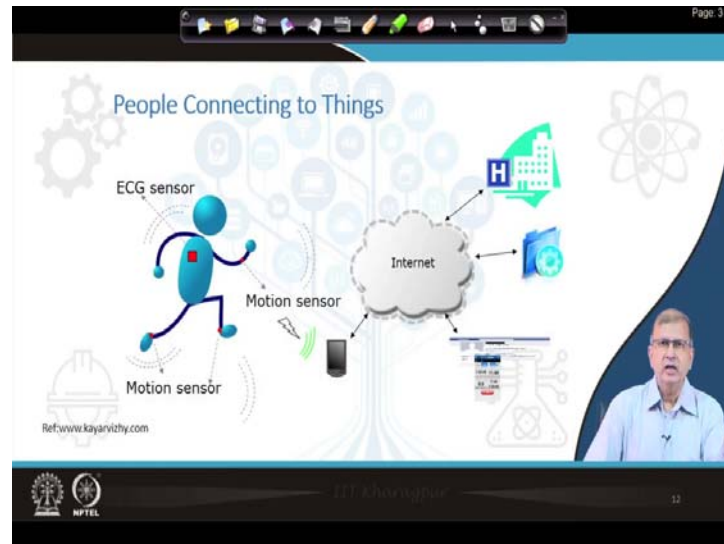 Page: 3
People Connecting to Things
ECG sensor
H
Internet
Motion sensor
Motion sensor
Ref:www.kayarvizhy.com
NPTEL
IIT Kharagpur
12